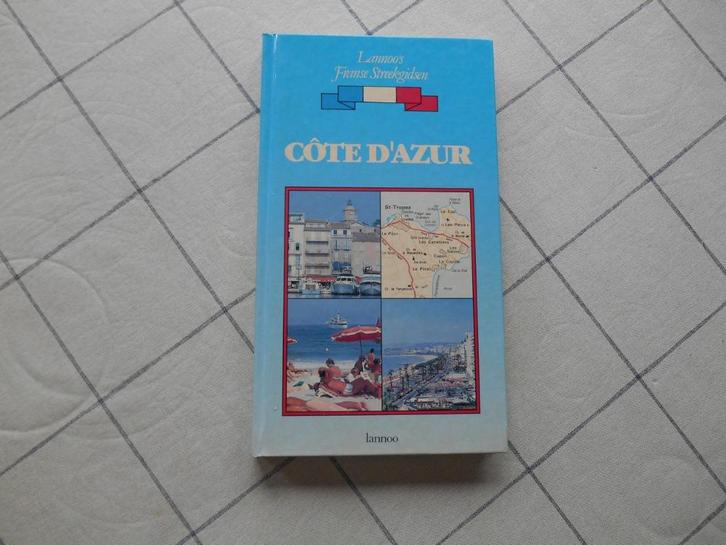 Lannoo's
Franse Streekgidsen
CÔTE D'AZUR
St-Tropez
lannoo